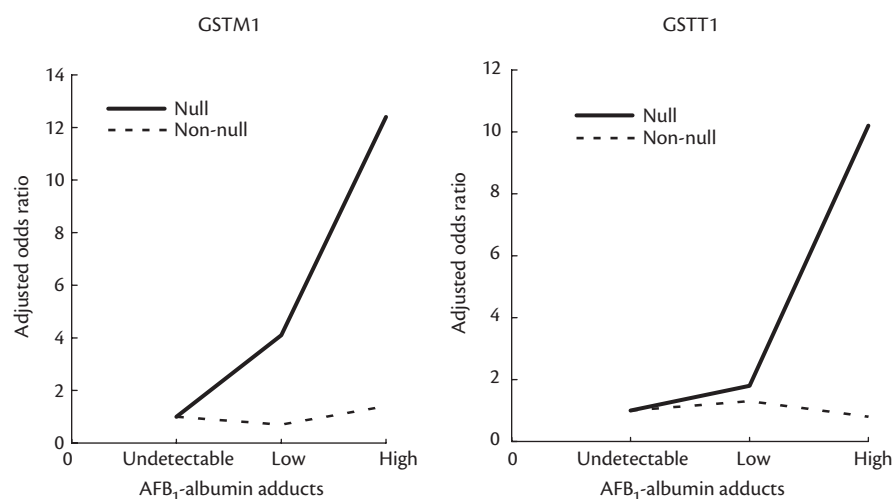 GSTM1
Adjusted odds ratio
14
12
10
8
6
4
2
0
Null
Non-null
0 Undetectable Low High
AFB₁-albumin adducts
GSTT1
Adjusted odds ratio
12
10
8
6
4
2
0
Null
Non-null
0 Undetectable Low High
AFB₁-albumin adducts